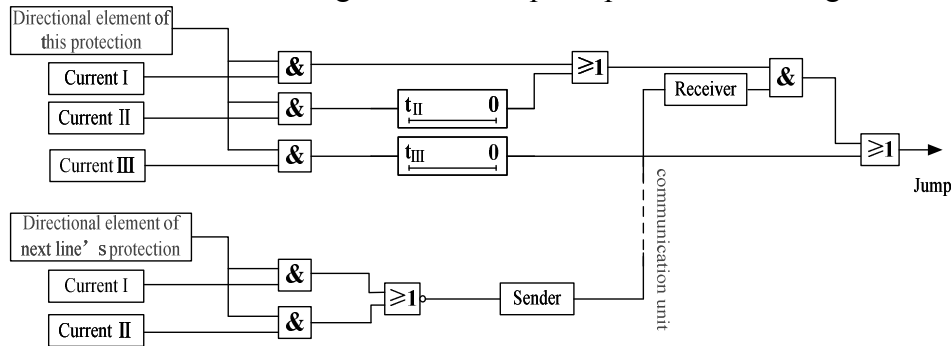 Directional element of
this protection
Current I
Current II
Current III
&
&
&
tII 0
tIII 0
≥1
Receiver
&
≥1
Jump
communication unit
Directional element of
next line's protection
Current I
Current II
&
&
≥1
Sender